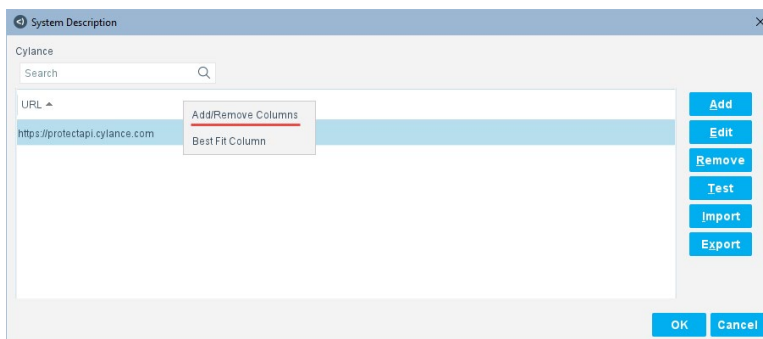 System Description
Cylance
Search
URL
Add/Remove Columns
Best Fit Column
https://protectapi.cylance.com
Add
Edit
Remove
Test
Import
Export
OK
Cancel